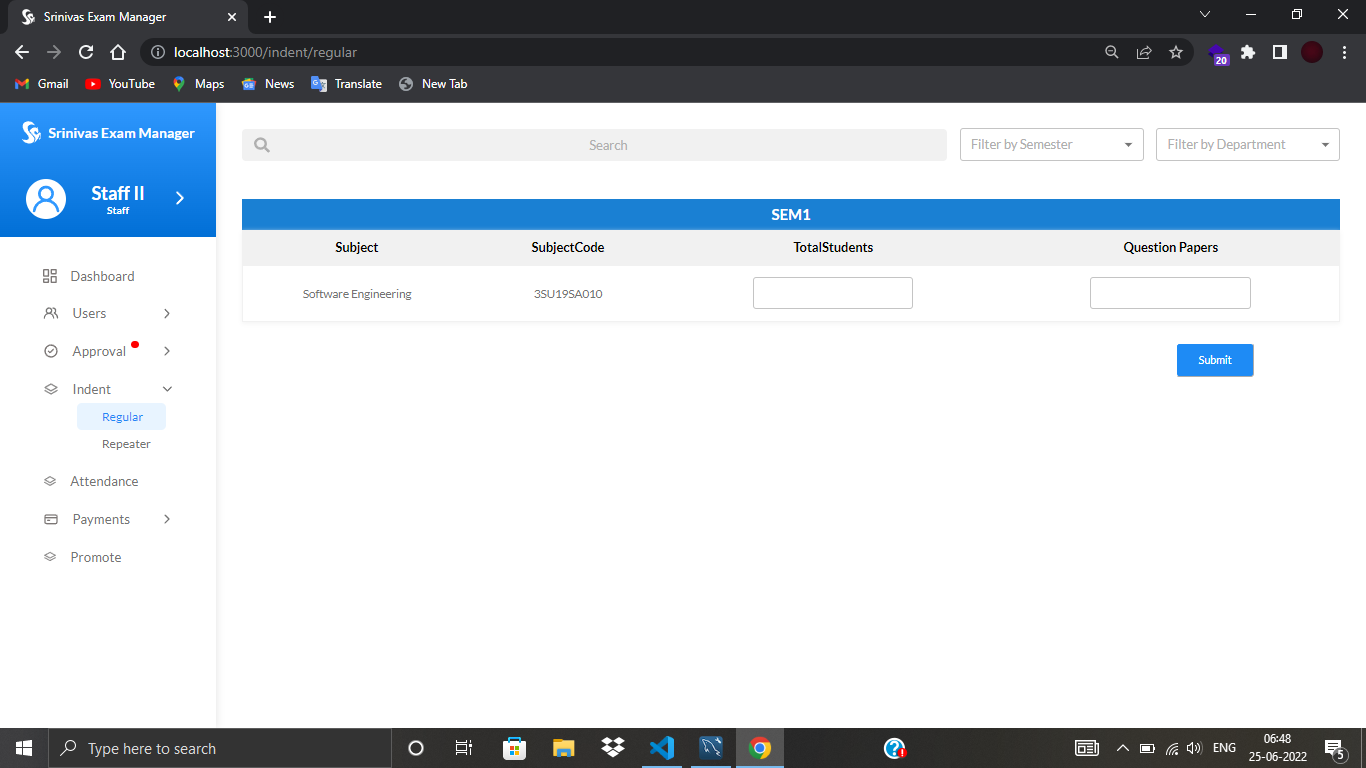 Srinivas Exam Manager
localhost:3000/indent/regular
20
Gmail YouTube Maps News Translate New Tab
Srinivas Exam Manager
Staff II
Staff
Dashboard
Users
Approval
Indent
Regular
Repeater
Attendance
Payments
Promote
Search Filter by Semester Filter by Department
SEM1
Subject SubjectCode TotalStudents Question Papers
Software Engineering 3SU19SA010
Submit
Type here to search
ENG
06:48
25-06-2022
5